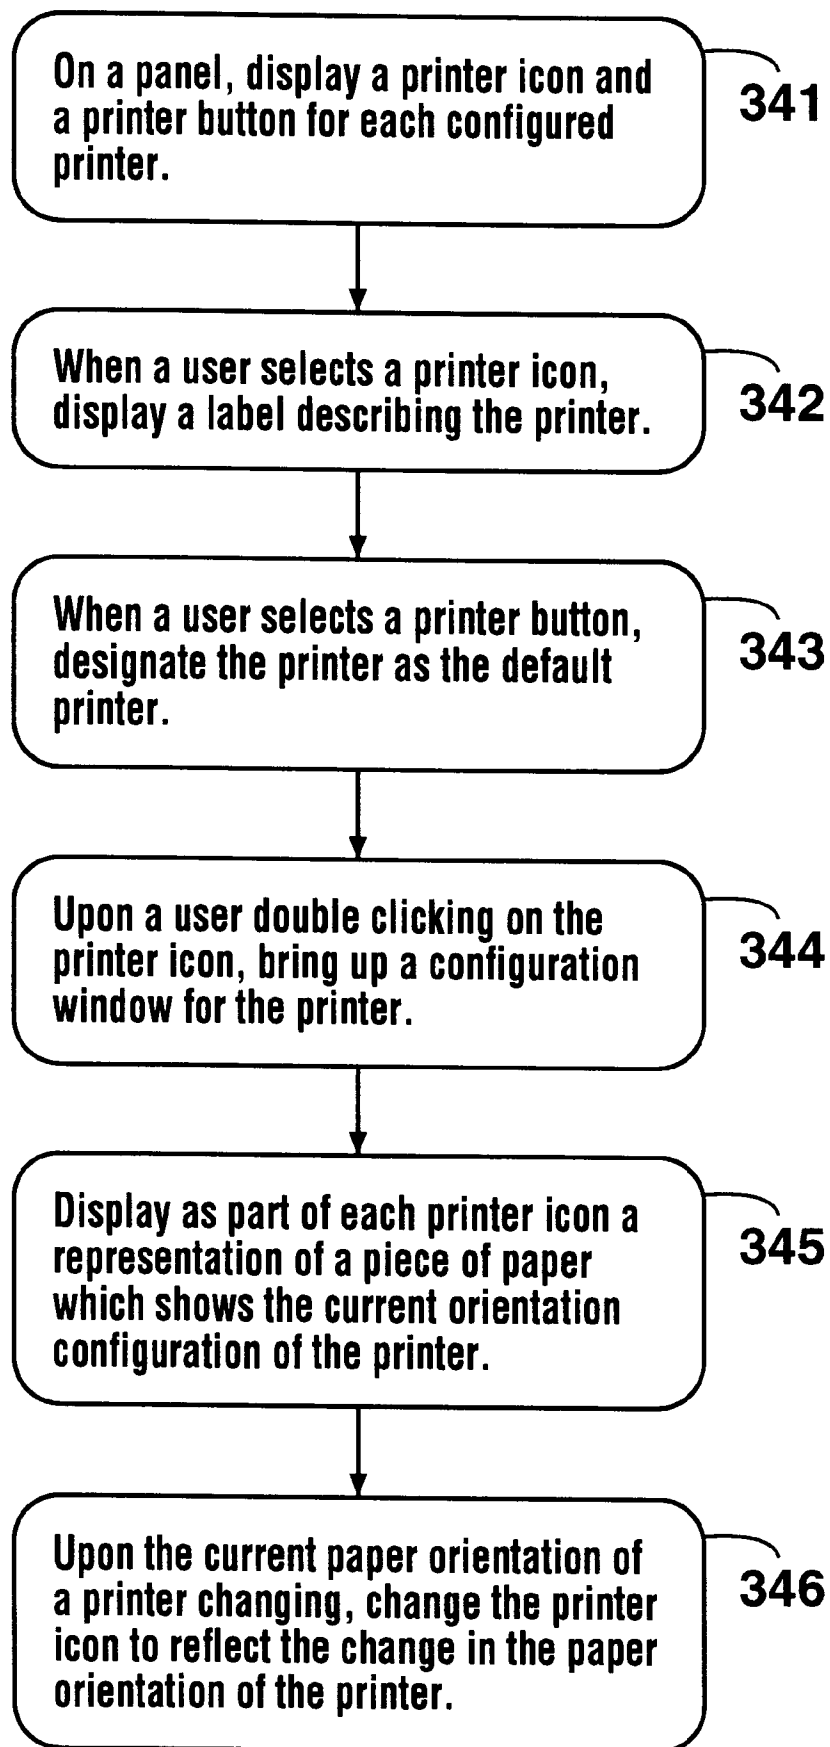 On a panel, display a printer icon and
a printer button for each configured
printer.
341
When a user selects a printer icon,
display a label describing the printer.
342
When a user selects a printer button,
designate the printer as the default
printer.
343
Upon a user double clicking on the
printer icon, bring up a configuration
window for the printer.
344
Display as part of each printer icon a
representation of a piece of paper
which shows the current orientation
configuration of the printer.
345
Upon the current paper orientation of
a printer changing, change the printer
icon to reflect the change in the paper
orientation of the printer.
346